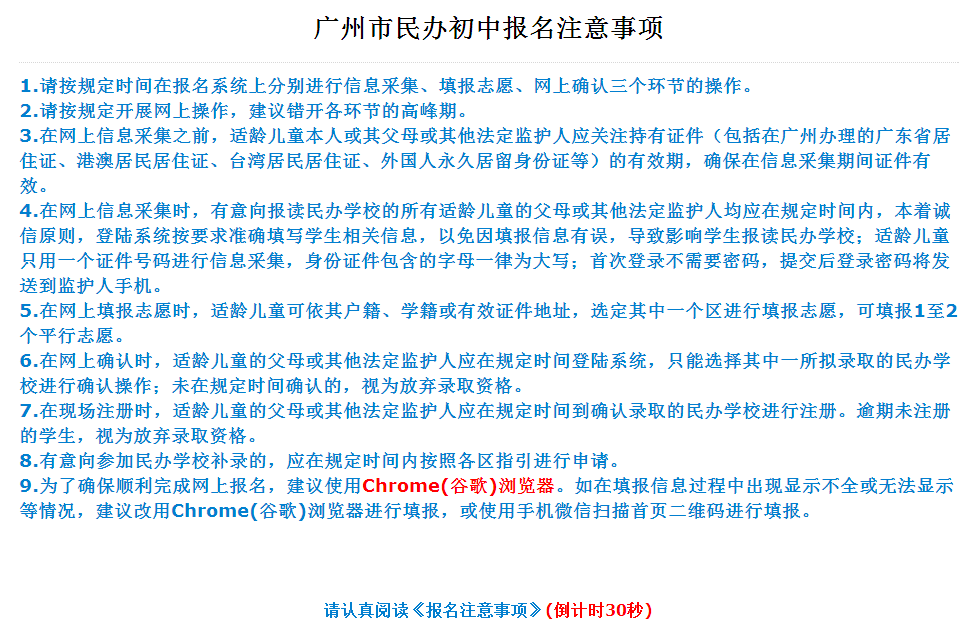 广州市民办初中报名注意事项
1.请按规定时间在报名系统上分别进行信息采集、填报志愿、网上确认三个环节的操作。
2.请按规定开展网上操作，建议错开各环节的高峰期。
3.在网上信息采集之前，适龄儿童本人或其父母或其他法定监护人应关注持有证件（包括在广州办理的广东省居
住证、港澳居民居住证、台湾居民居住证、外国人永久居留身份证等）的有效期，确保在信息采集期间证件有
效。
4.在网上信息采集时，有意向报读民办学校的所有适龄儿童的父母或其他法定监护人均应在规定时间内，本着诚
信原则，登陆系统按要求准确填写学生相关信息，以免因填报信息有误，导致影响学生报读民办学校；适龄儿童
只用一个证件号码进行信息采集，身份证件包含的字母一律为大写；首次登录不需要密码，提交后登录密码将发
送到监护人手机。
5.在网上填报志愿时，适龄儿童可依其户籍、学籍或有效证件地址，选定其中一个区进行填报志愿，可填报1至2
个平行志愿。
6.在网上确认时，适龄儿童的父母或其他法定监护人应在规定时间登陆系统，只能选择其中一所拟录取的民办学
校进行确认操作；未在规定时间确认的，视为放弃录取资格。
7.在现场注册时，适龄儿童的父母或其他法定监护人应在规定时间到确认录取的民办学校进行注册。逾期未注册
的学生，视为放弃录取资格。
8.有意向参加民办学校补录的，应在规定时间内按照各区指引进行申请。
9.为了确保顺利完成网上报名，建议使用Chrome(谷歌)浏览器。如在填报信息过程中出现显示不全或无法显示
等情况，建议改用Chrome(谷歌)浏览器进行填报，或使用手机微信扫描首页二维码进行填报。
请认真阅读《报名注意事项》(倒计时30秒)